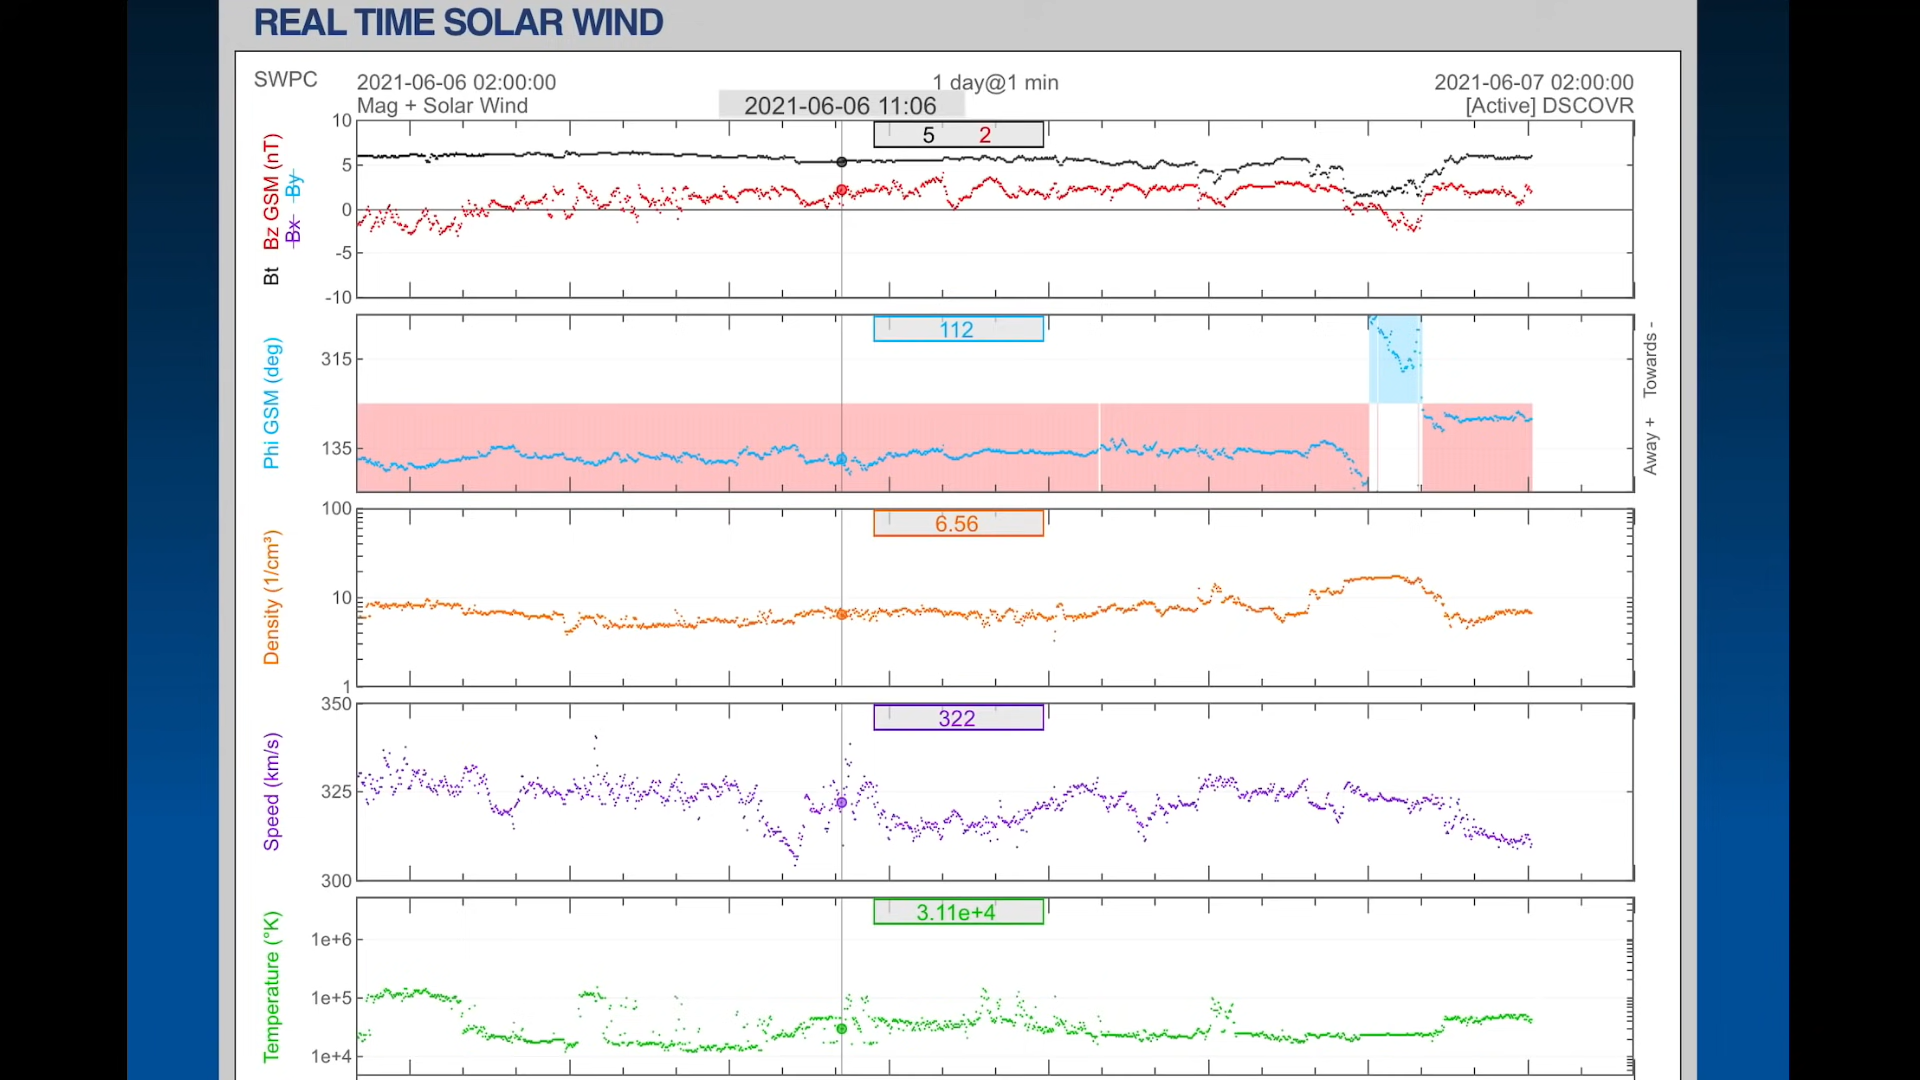 REAL TIME SOLAR WIND
SWPC
2021-06-06 02:00:00
1 day@1 min
2021-06-07 02:00:00
Mag + Solar Wind
2021-06-06 11:06
[Active] DSCOVR
Bt Bz GSM (nT)
Bx By
10
5
0
-5
-10
5 2
Phi GSM (deg)
315
135
112
Away + Towards -
Density (1/cm³)
100
10
1
6.56
Speed (km/s)
350
325
300
322
Temperature (°K)
1e+6
1e+5
1e+4
3.11e+4